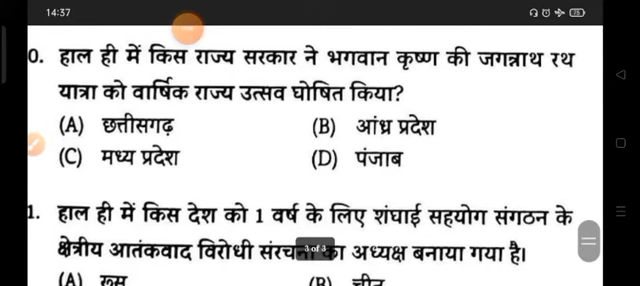 14:37
75
0. हाल ही में किस राज्य सरकार ने भगवान कृष्ण की जगन्नाथ रथ
यात्रा को वार्षिक राज्य उत्सव घोषित किया?
(A) छत्तीसगढ़ (B) आंध्र प्रदेश
(C) मध्य प्रदेश (D) पंजाब
1. हाल ही में किस देश को 1 वर्ष के लिए शंघाई सहयोग संगठन के
क्षेत्रीय आतंकवाद विरोधी संरचना का अध्यक्ष बनाया गया है।
3 of 3
(A) रूस (B) चीन